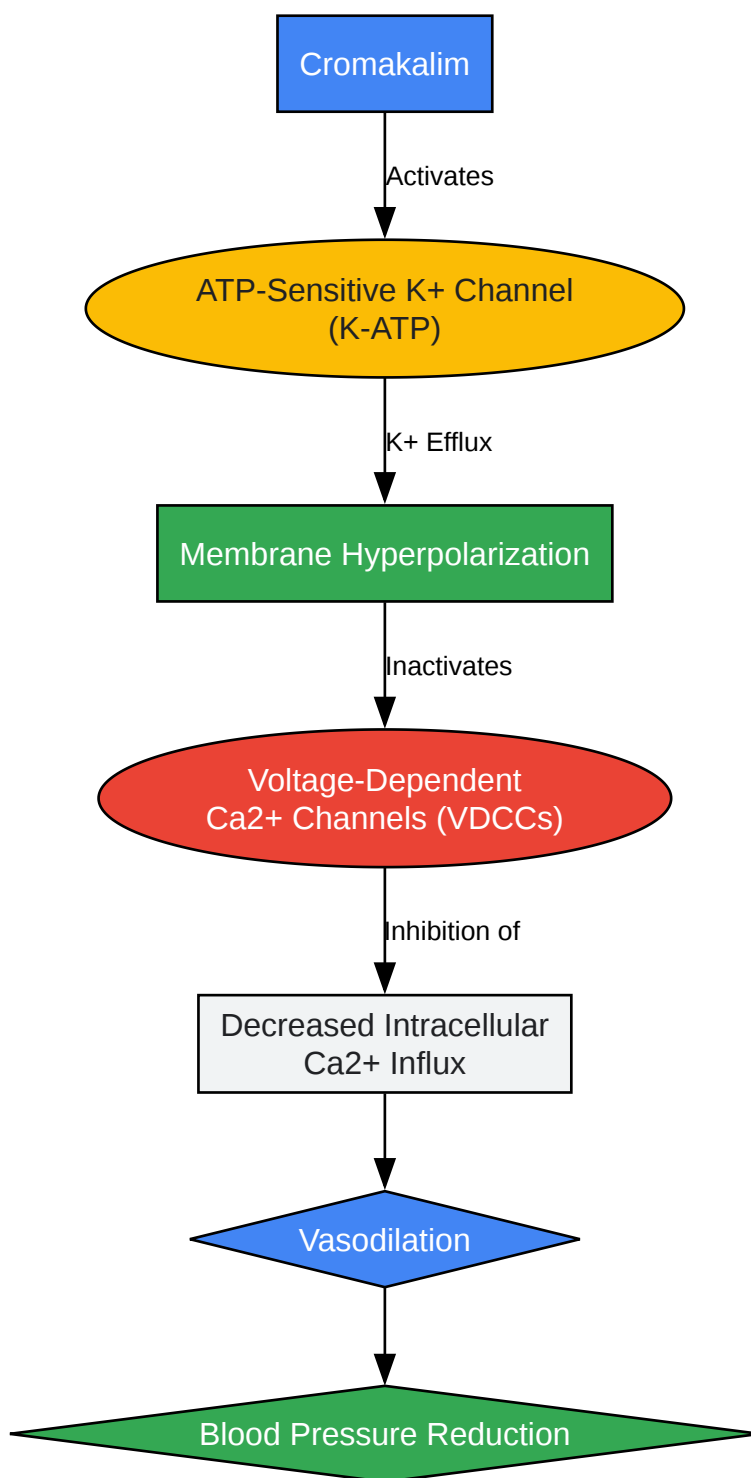 Cromakalim
Activates
ATP-Sensitive K+ Channel
(K-ATP)
K+ Efflux
Membrane Hyperpolarization
Inactivates
Voltage-Dependent
Ca2+ Channels (VDCCs)
Inhibition of
Decreased Intracellular
Ca2+ Influx
Vasodilation
Blood Pressure Reduction